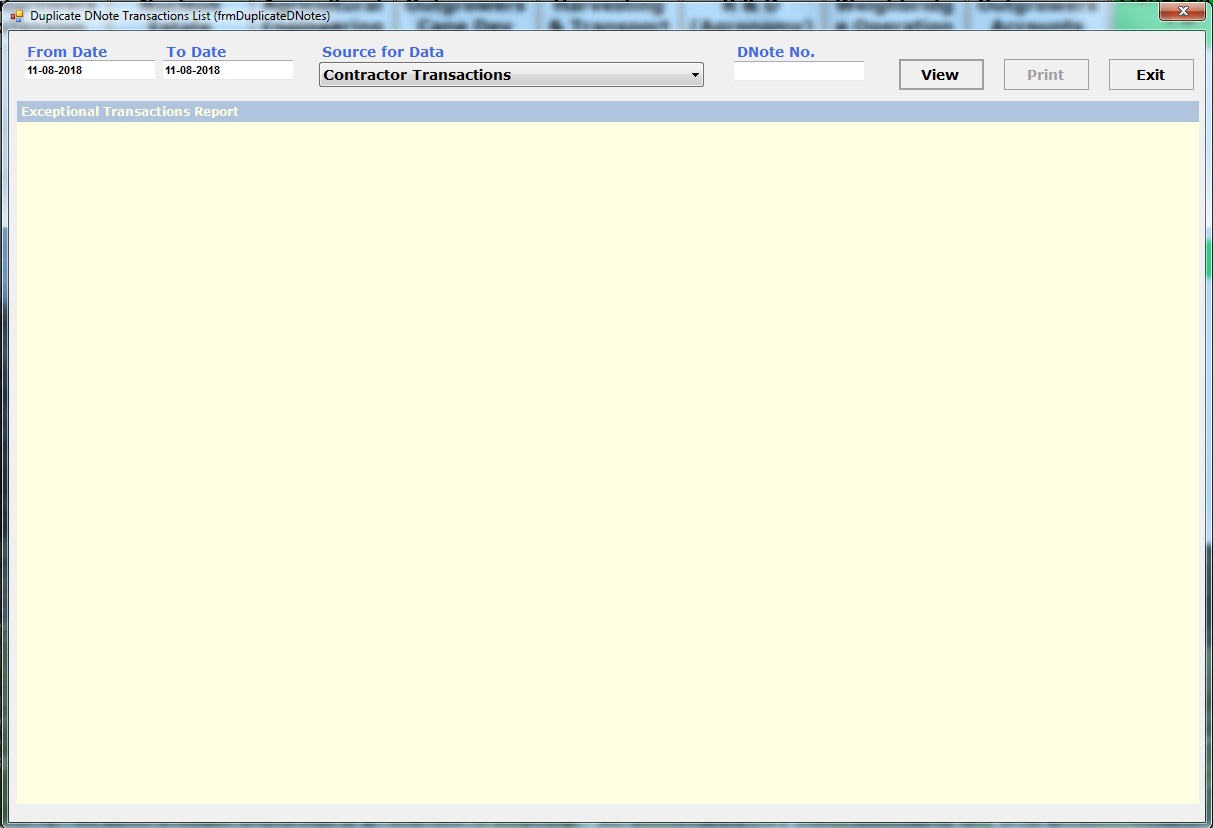 Duplicate DNote Transactions List (frmDuplicateDNotes)
From Date To Date Source for Data DNote No.
11-08-2018 11-08-2018 Contractor Transactions View Print Exit
Exceptional Transactions Report